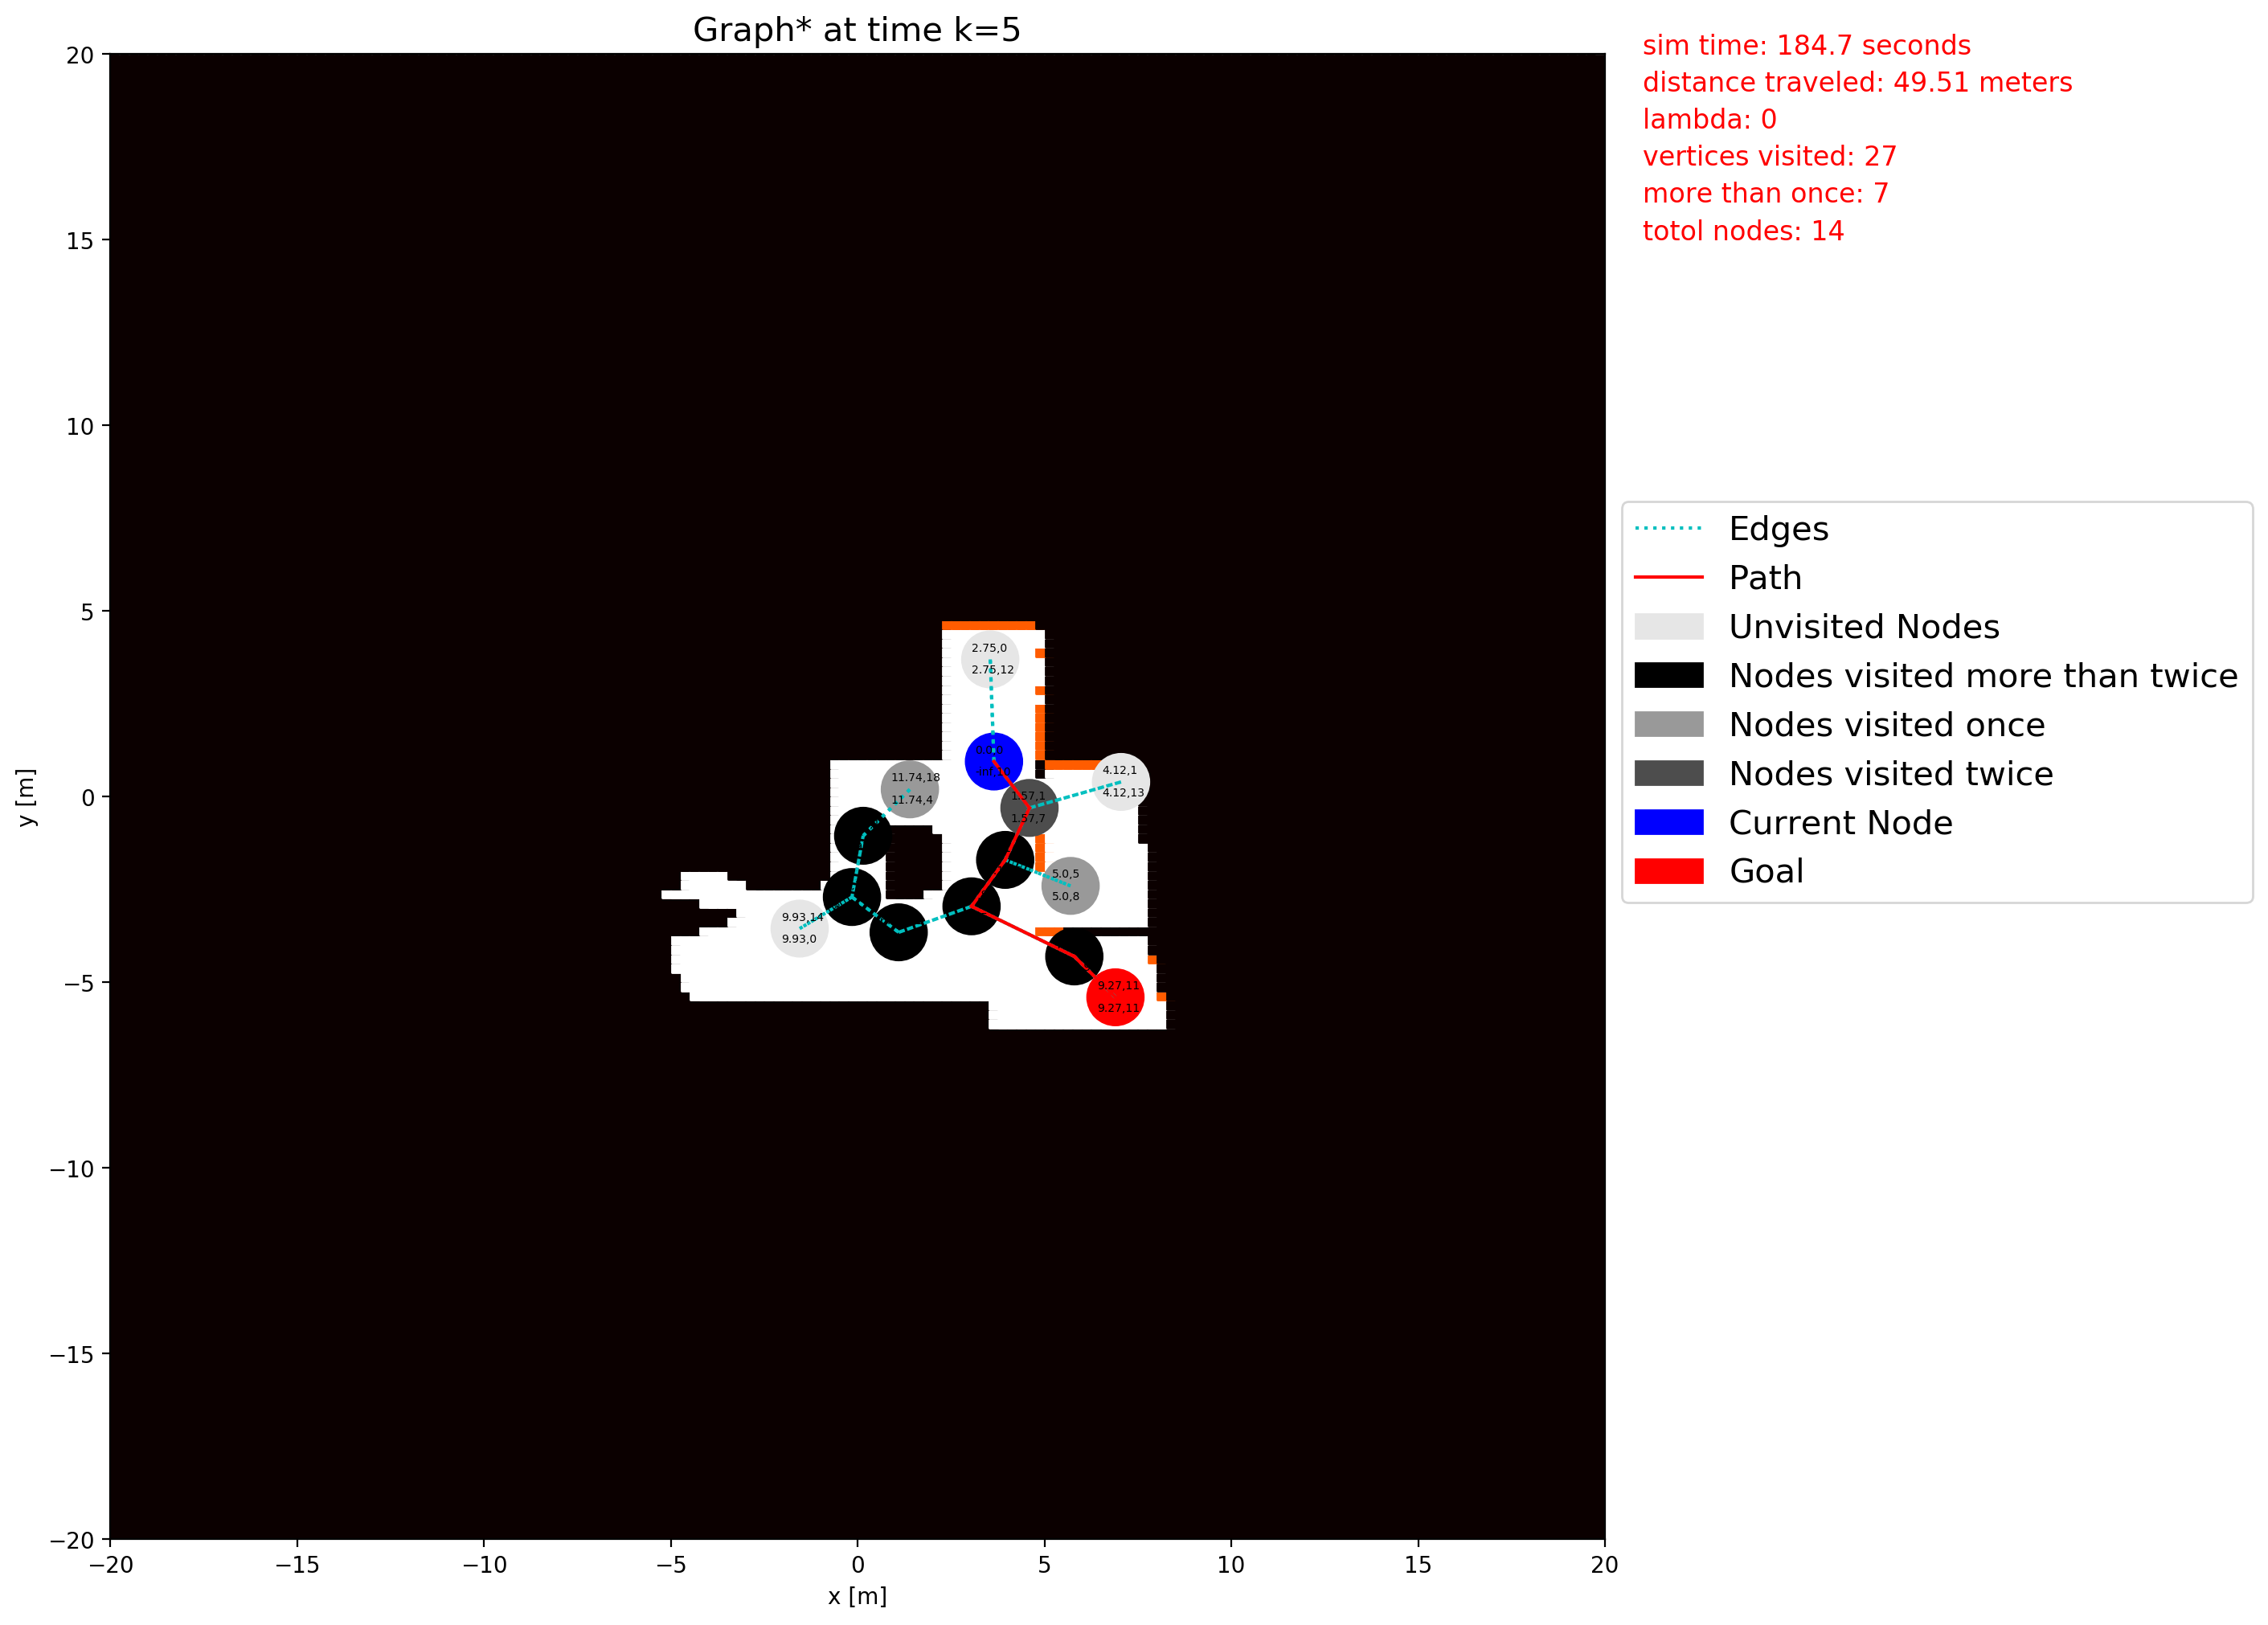 Graph* at time k=5
sim time: 184.7 seconds
distance traveled: 49.51 meters
lambda: 0
vertices visited: 27
more than once: 7
totol nodes: 14
20
15
10
5
0
−5
−10
−15
−20
y [m]
2.75,0
2.75,12
11.74,18
11.74,4
4.12,1
4.12,13
1.57,1
1.57,7
5.0,5
5.0,8
9.93,14
9.93,0
9.27,11
9.27,11
−20
−15
−10
−5
0
5
10
15
20
x [m]
Edges
Path
Unvisited Nodes
Nodes visited more than twice
Nodes visited once
Nodes visited twice
Current Node
Goal